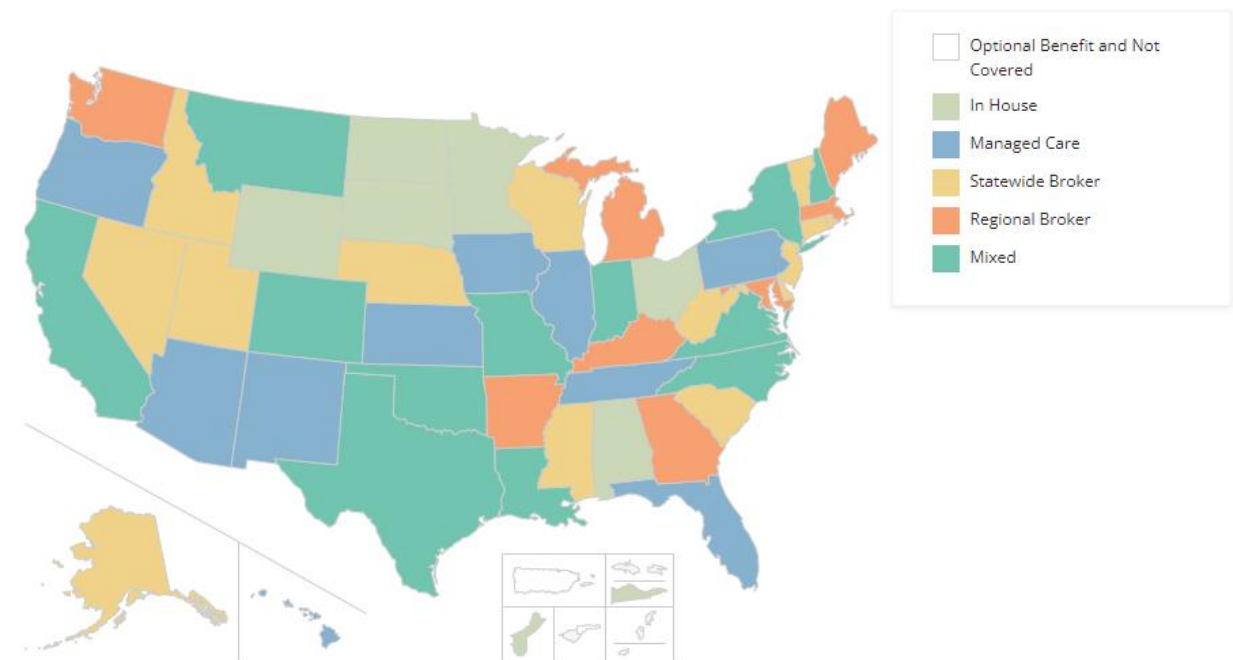 Optional Benefit and Not
Covered
In House
Managed Care
Statewide Broker
Regional Broker
Mixed